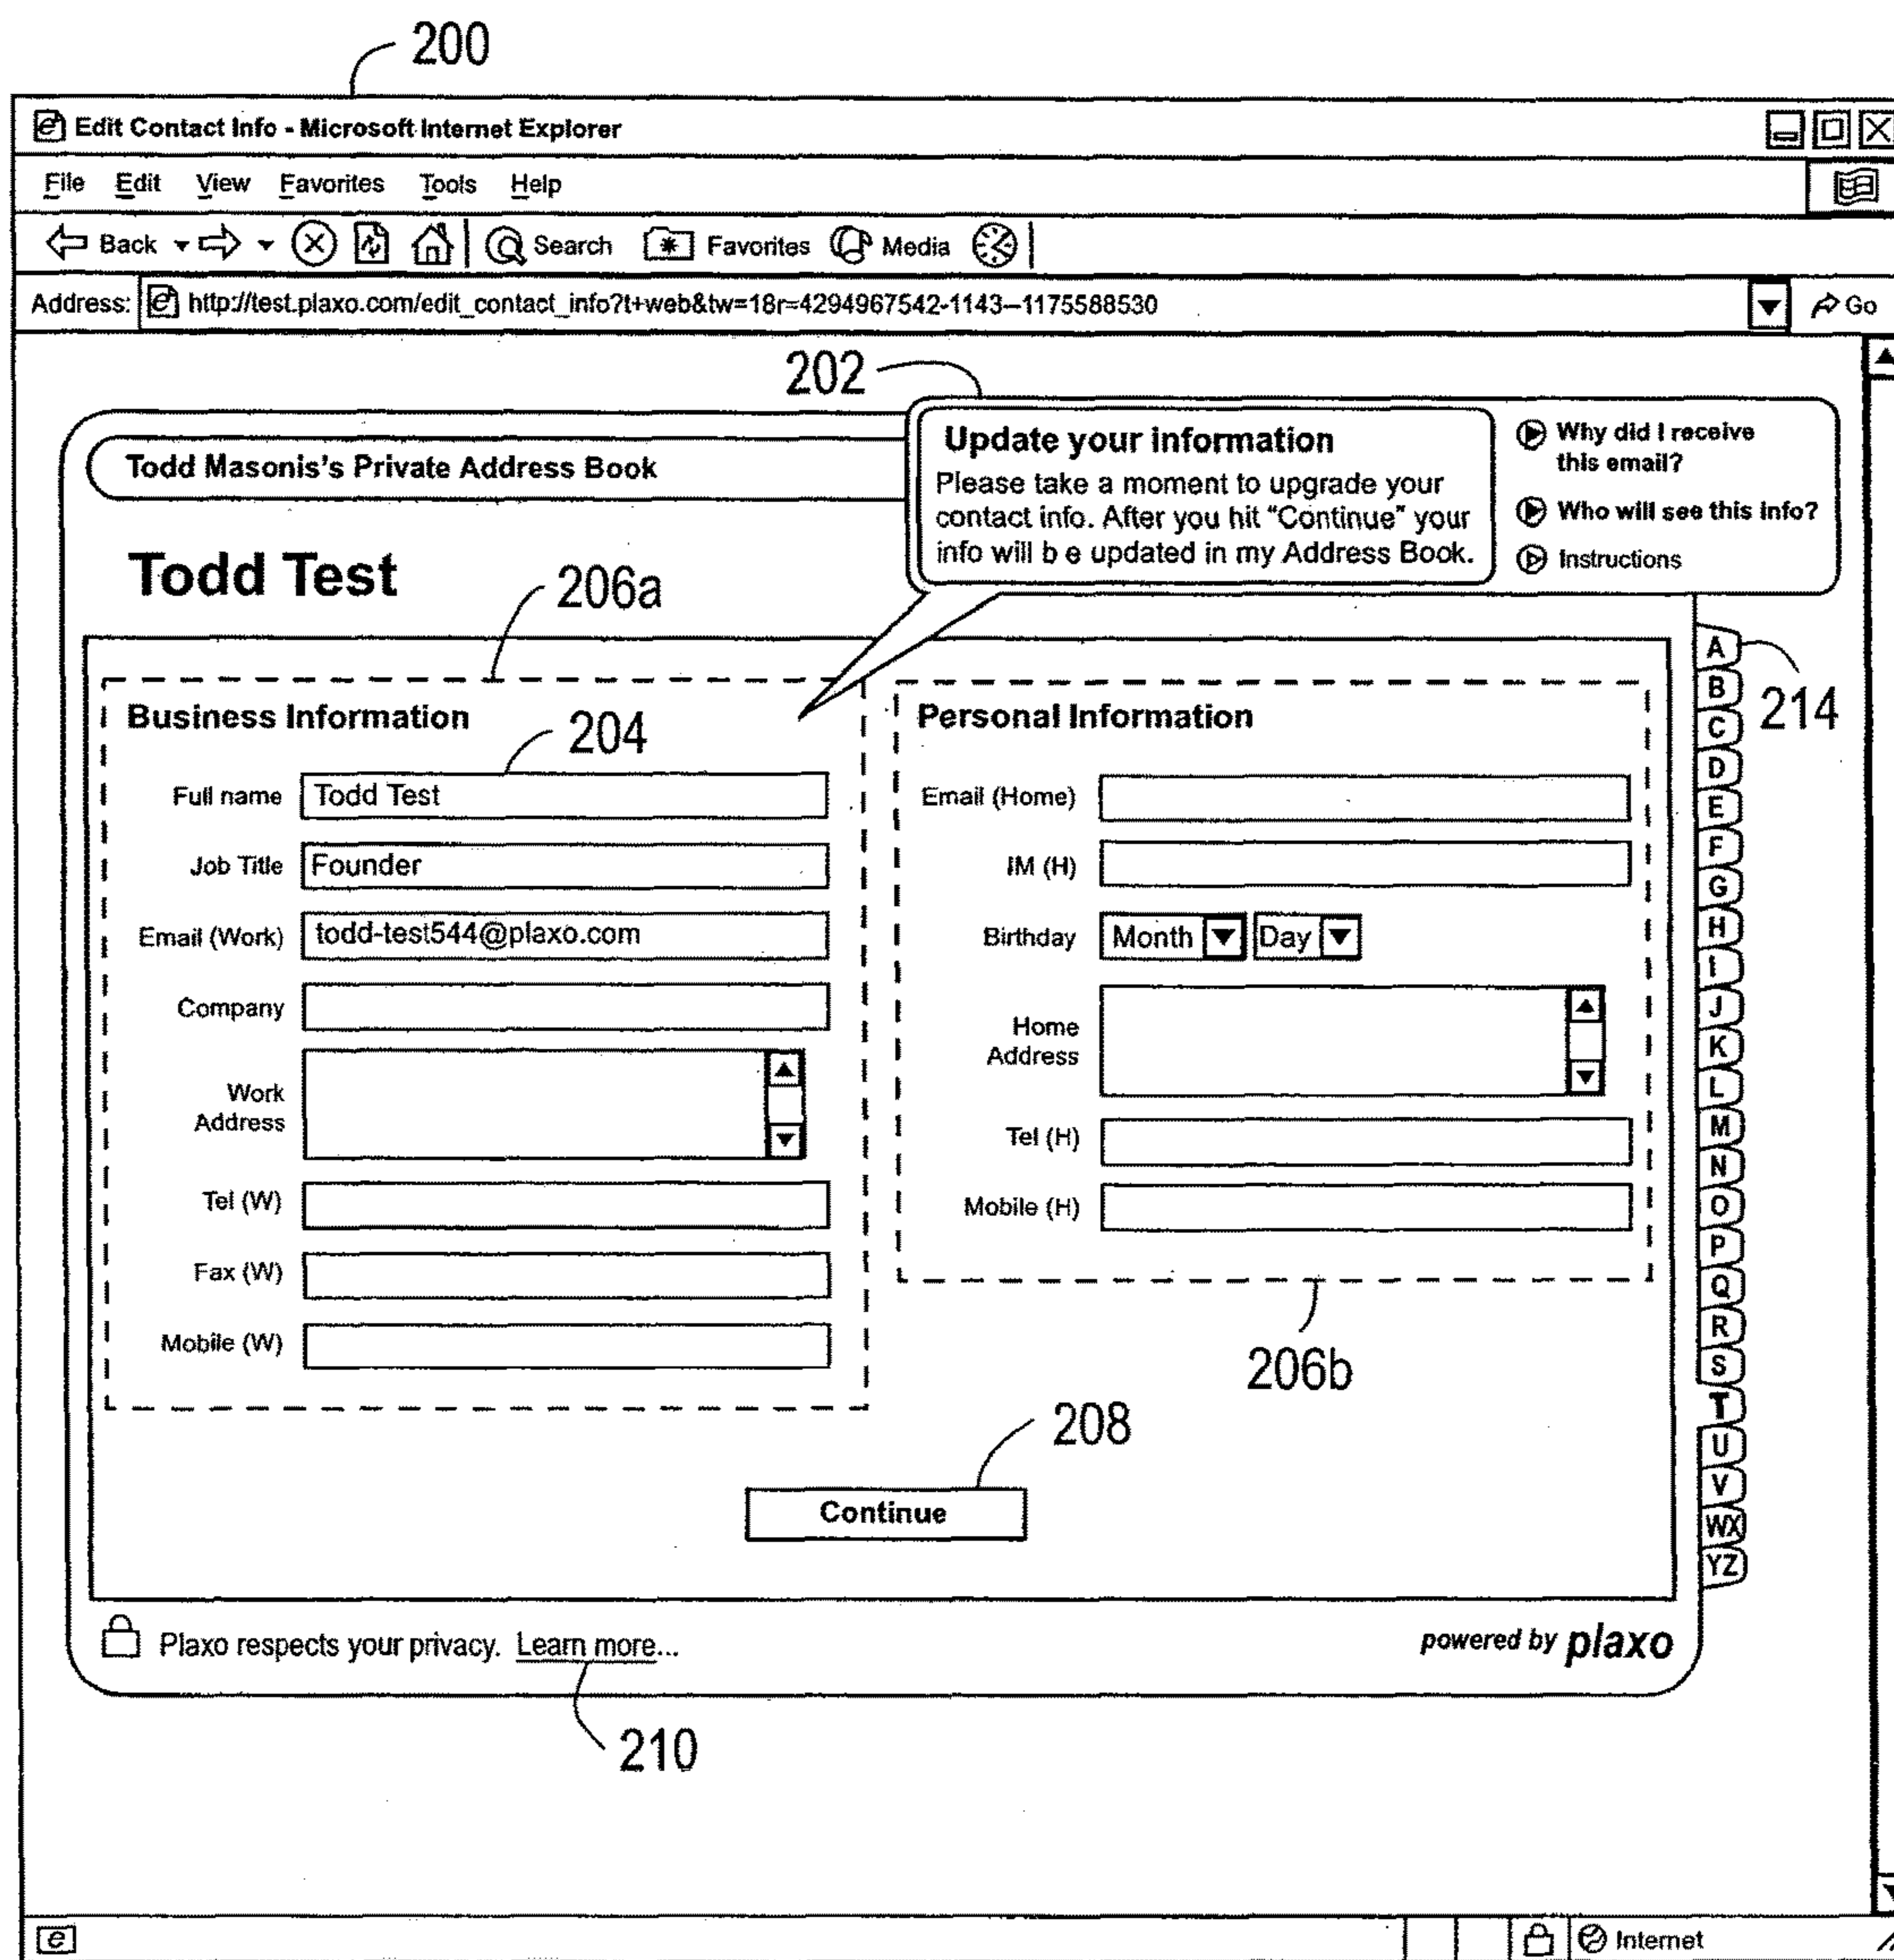 200
Edit Contact Info - Microsoft Internet Explorer
File Edit View Favorites Tools Help
Back Search Favorites Media
Address: http://test.plaxo.com/edit_contact_info?t+web&tw=18r=4294967542-1143--1175588530 Go
202
Todd Masonis's Private Address Book
Update your information
Please take a moment to upgrade your
contact info. After you hit "Continue" your
info will b e updated in my Address Book.
Why did I receive
this email?
Who will see this info?
Instructions
Todd Test
206a
Business Information
204
Full name Todd Test
Job Title Founder
Email (Work) todd-test544@plaxo.com
Company
Work
Address
Tel (W)
Fax (W)
Mobile (W)
Personal Information
Email (Home)
IM (H)
Birthday Month Day
Home
Address
Tel (H)
Mobile (H)
206b
A
B
C
D
E
F
G
H
I
J
K
L
M
N
O
P
Q
R
S
T
U
V
WX
YZ
214
208
Continue
Plaxo respects your privacy. Learn more...
powered by plaxo
210
Internet